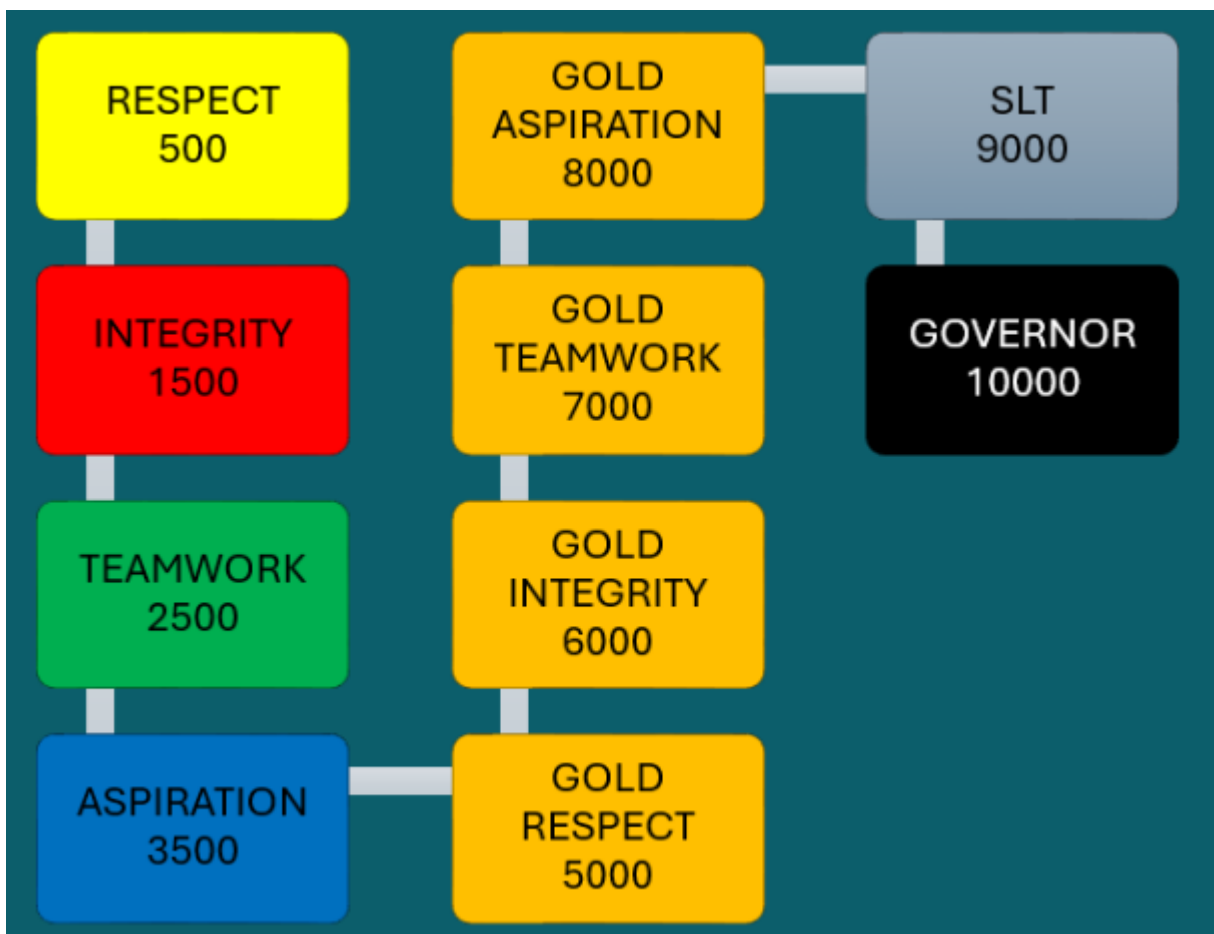 RESPECT
500
INTEGRITY
1500
TEAMWORK
2500
ASPIRATION
3500
GOLD
RESPECT
5000
GOLD
INTEGRITY
6000
GOLD
TEAMWORK
7000
GOLD
ASPIRATION
8000
SLT
9000
GOVERNOR
10000